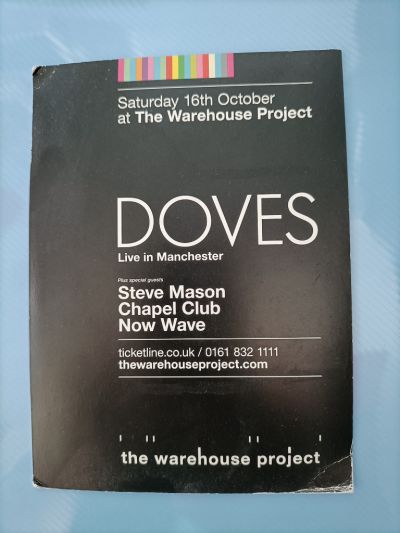 Saturday 16th October
at The Warehouse Project
DOVES
Live in Manchester
Plus special guests
Steve Mason
Chapel Club
Now Wave
ticketline.co.uk / 0161 832 1111
thewarehouseproject.com
the warehouse project